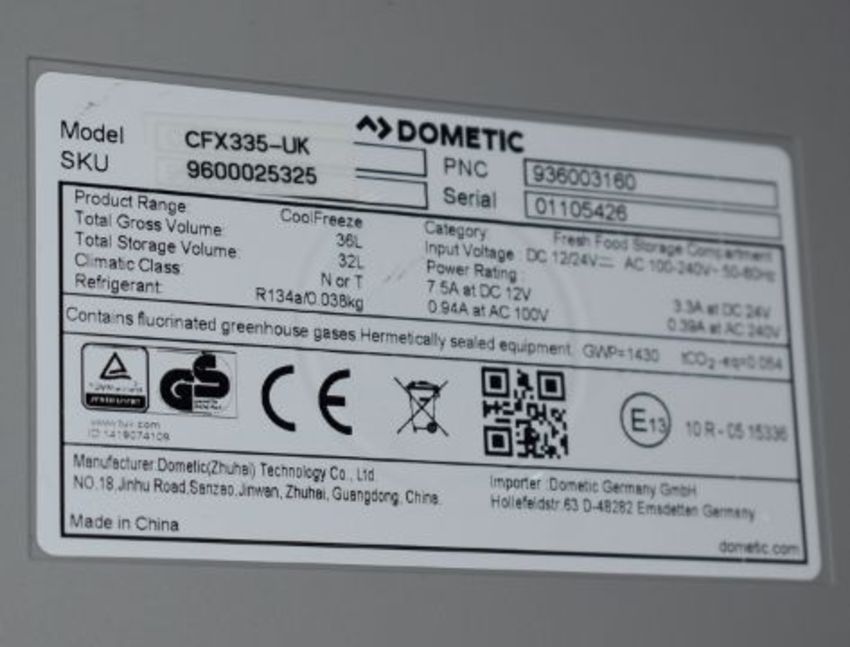 DOMETIC
Model CFX335-UK PNC 936003160
SKU 9600025325 Serial 01105426
Product Range CoolFreeze Category: Fresh Food Storage Compartment
Total Gross Volume: 36L Input Voltage : DC 12/24V⎓ AC 100-240V~ 50-60Hz
Total Storage Volume: 32L Power Rating :
Climatic Class: N or T 7.5A at DC 12V 3.3A at DC 24V
Refrigerant: R134a/0.038kg 0.94A at AC 100V 0.39A at AC 240V
Contains fluorinated greenhouse gases.Hermetically sealed equipment. GWP=1430 tCO2-eq=0.054
GS CE E13 10 R - 05 15336
www.tuv.com
ID:1419074109
Manufacturer:Dometic(Zhuhai) Technology Co., Ltd.
NO.18,Jinhu Road,Sanzao,Jinwan, Zhuhai, Guangdong, China.
Importer :Dometic Germany GmbH
Hollefeldstr.63 D-48282 Emsdetten Germany
Made in China
dometic.com